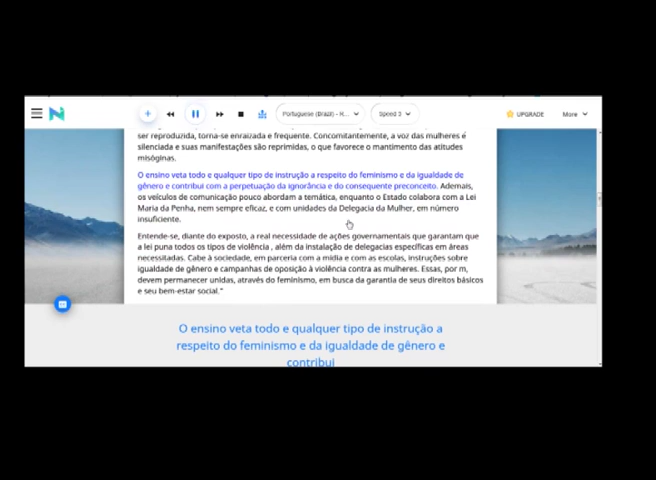 Portuguese (Brazil) - R... Speed 3 UPGRADE More
ser reproduzida, torna-se enraizada e frequente. Concomitantemente, a voz das mulheres é
silenciada e suas manifestações são reprimidas, o que favorece o mantimento das atitudes
misóginas.
O ensino veta todo e qualquer tipo de instrução a respeito do feminismo e da igualdade de
gênero e contribui com a perpetuação da ignorância e do consequente preconceito. Ademais,
os veículos de comunicação pouco abordam a temática, enquanto o Estado colabora com a Lei
Maria da Penha, nem sempre eficaz, e com unidades da Delegacia da Mulher, em número
insuficiente.
Entende-se, diante do exposto, a real necessidade de ações governamentais que garantam que
a lei puna todos os tipos de violência , além da instalação de delegacias específicas em áreas
necessitadas. Cabe à sociedade, em parceria com a mídia e com as escolas, instruções sobre
igualdade de gênero e campanhas de oposição à violência contra as mulheres. Essas, por m,
devem permanecer unidas, através do feminismo, em busca da garantia de seus direitos básicos
e seu bem-estar social."
O ensino veta todo e qualquer tipo de instrução a
respeito do feminismo e da igualdade de gênero e
contribui